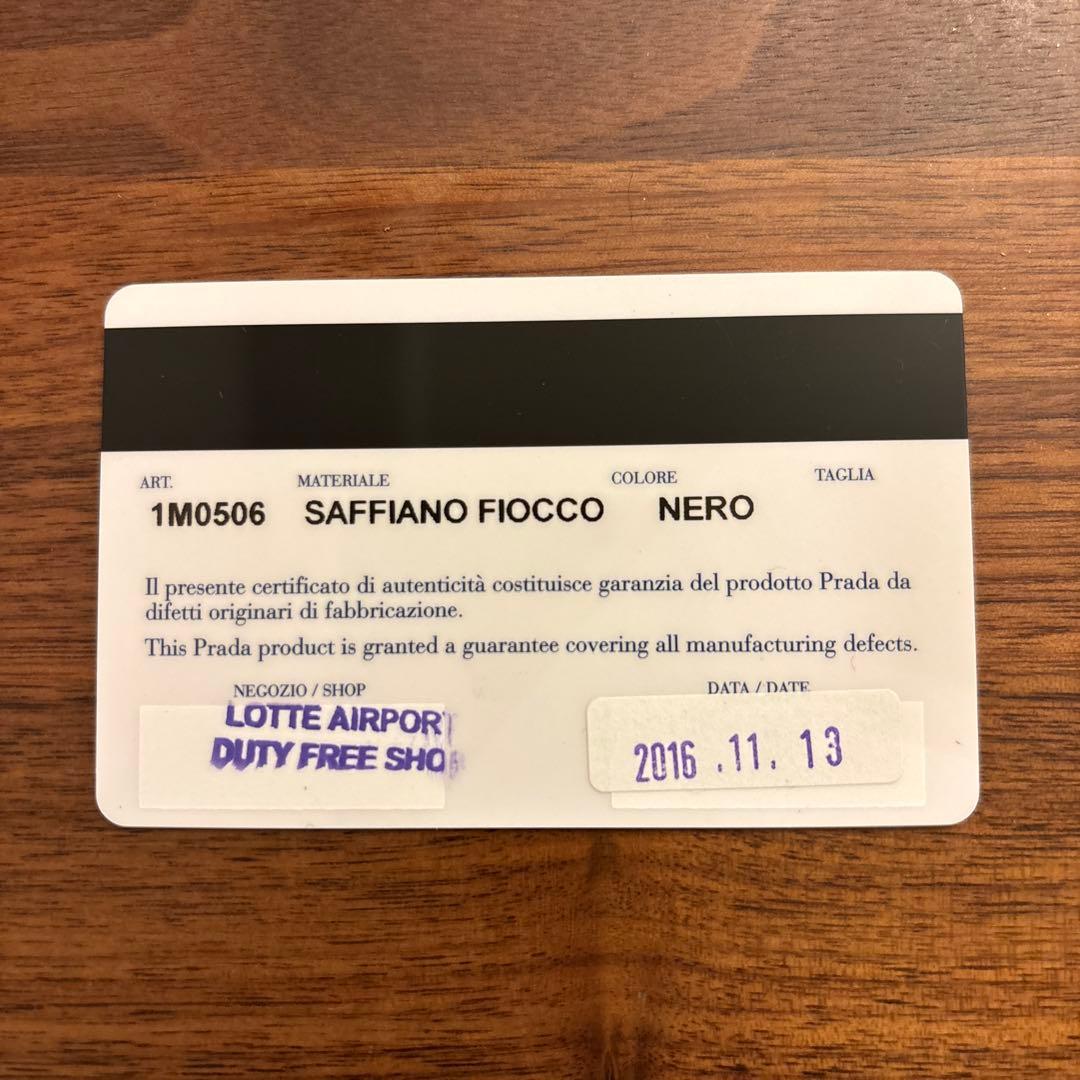 ART. MATERIALE COLORE TAGLIA
1M0506 SAFFIANO FIOCCO NERO
Il presente certificato di autenticità costituisce garanzia del prodotto Prada da
difetti originari di fabbricazione.
This Prada product is granted a guarantee covering all manufacturing defects.
NEGOZIO / SHOP DATA / DATE
LOTTE AIRPORT
DUTY FREE SHO
2016 .11. 13